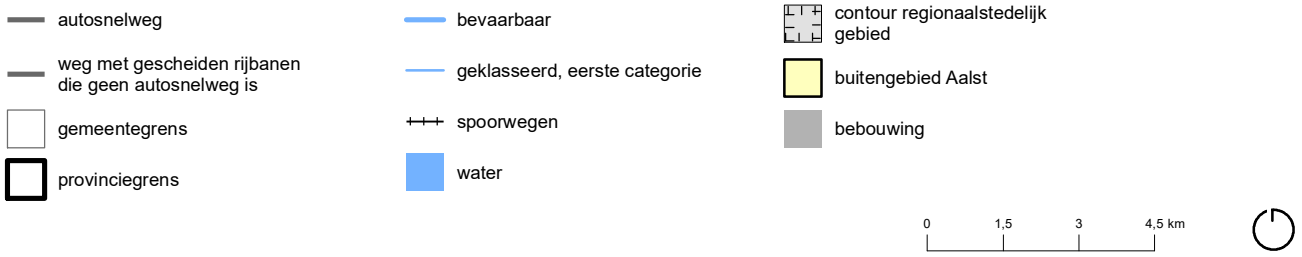 autosnelweg
weg met gescheiden rijbanen
die geen autosnelweg is
gemeentegrens
provinciegrens
bevaarbaar
geklasseerd, eerste categorie
spoorwegen
water
contour regionaalstedelijk
gebied
buitengebied Aalst
bebouwing
0 1,5 3 4,5 km